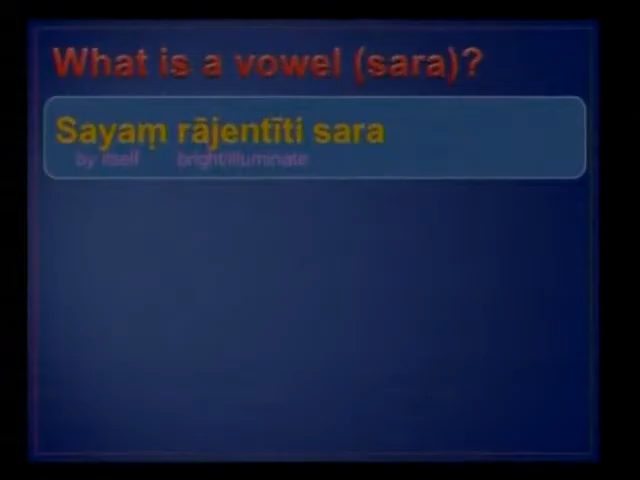 What is a vowel (sara)?
Sayaṃ rājentīti sara
by itself bright/illuminate